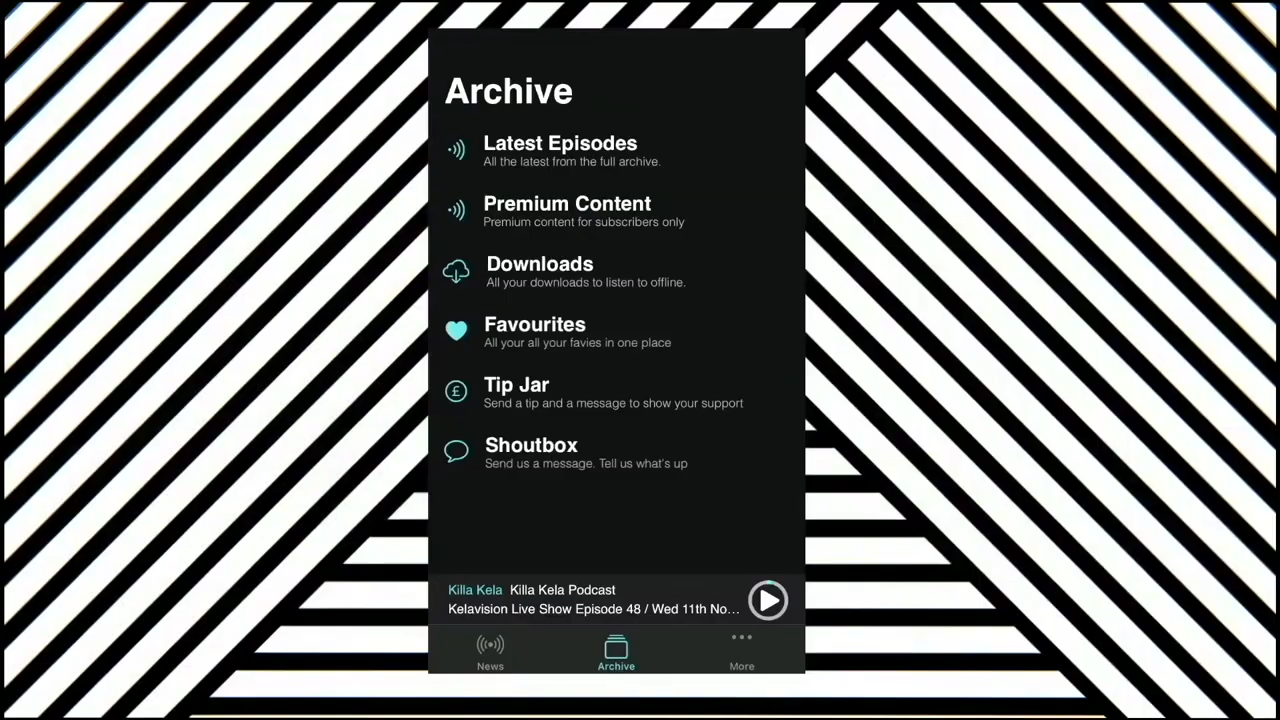 Archive
Latest Episodes
All the latest from the full archive.
Premium Content
Premium content for subscribers only
Downloads
All your downloads to listen to offline.
Favourites
All your all your favies in one place
Tip Jar
£
Send a tip and a message to show your support
Shoutbox
Send us a message. Tell us what's up
Killa Kela Killa Kela Podcast
Kelavision Live Show Episode 48 / Wed 11th No...
News
Archive
More